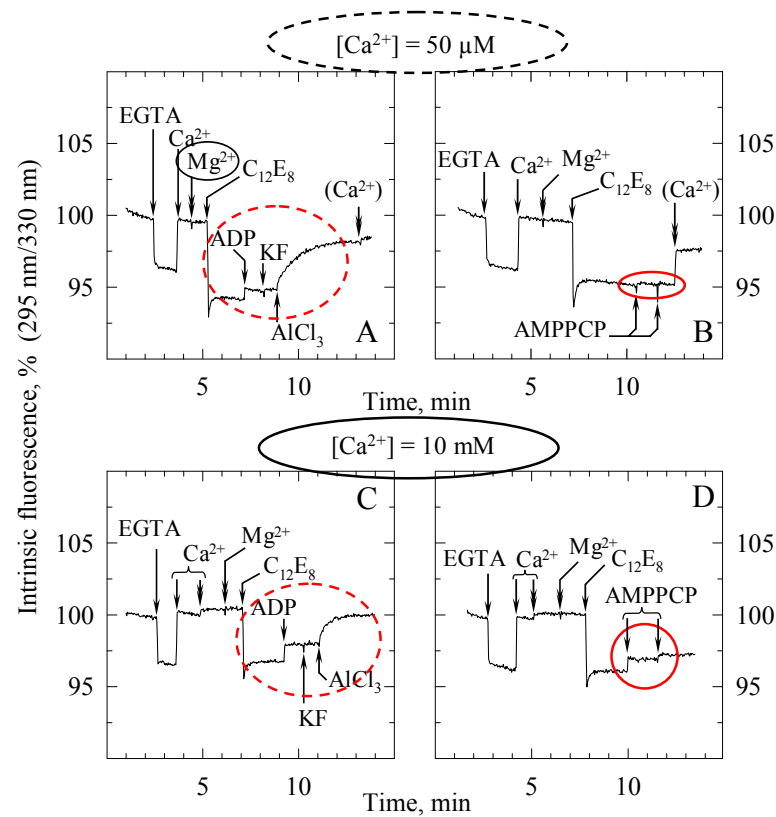 [Ca²⁺] = 50 µM
Intrinsic fluorescence, % (295 nm/330 nm)
EGTA
Ca²⁺
Mg²⁺
C₁₂E₈
(Ca²⁺)
ADP
KF
AlCl₃
A
105
100
95
5
10
EGTA
Ca²⁺
Mg²⁺
C₁₂E₈
(Ca²⁺)
AMPPCP
B
105
100
95
5
10
Time, min
[Ca²⁺] = 10 mM
C
EGTA
Ca²⁺
Mg²⁺
C₁₂E₈
ADP
KF
AlCl₃
105
100
95
5
10
D
EGTA
Ca²⁺
Mg²⁺
C₁₂E₈
AMPPCP
105
100
95
5
10
Time, min